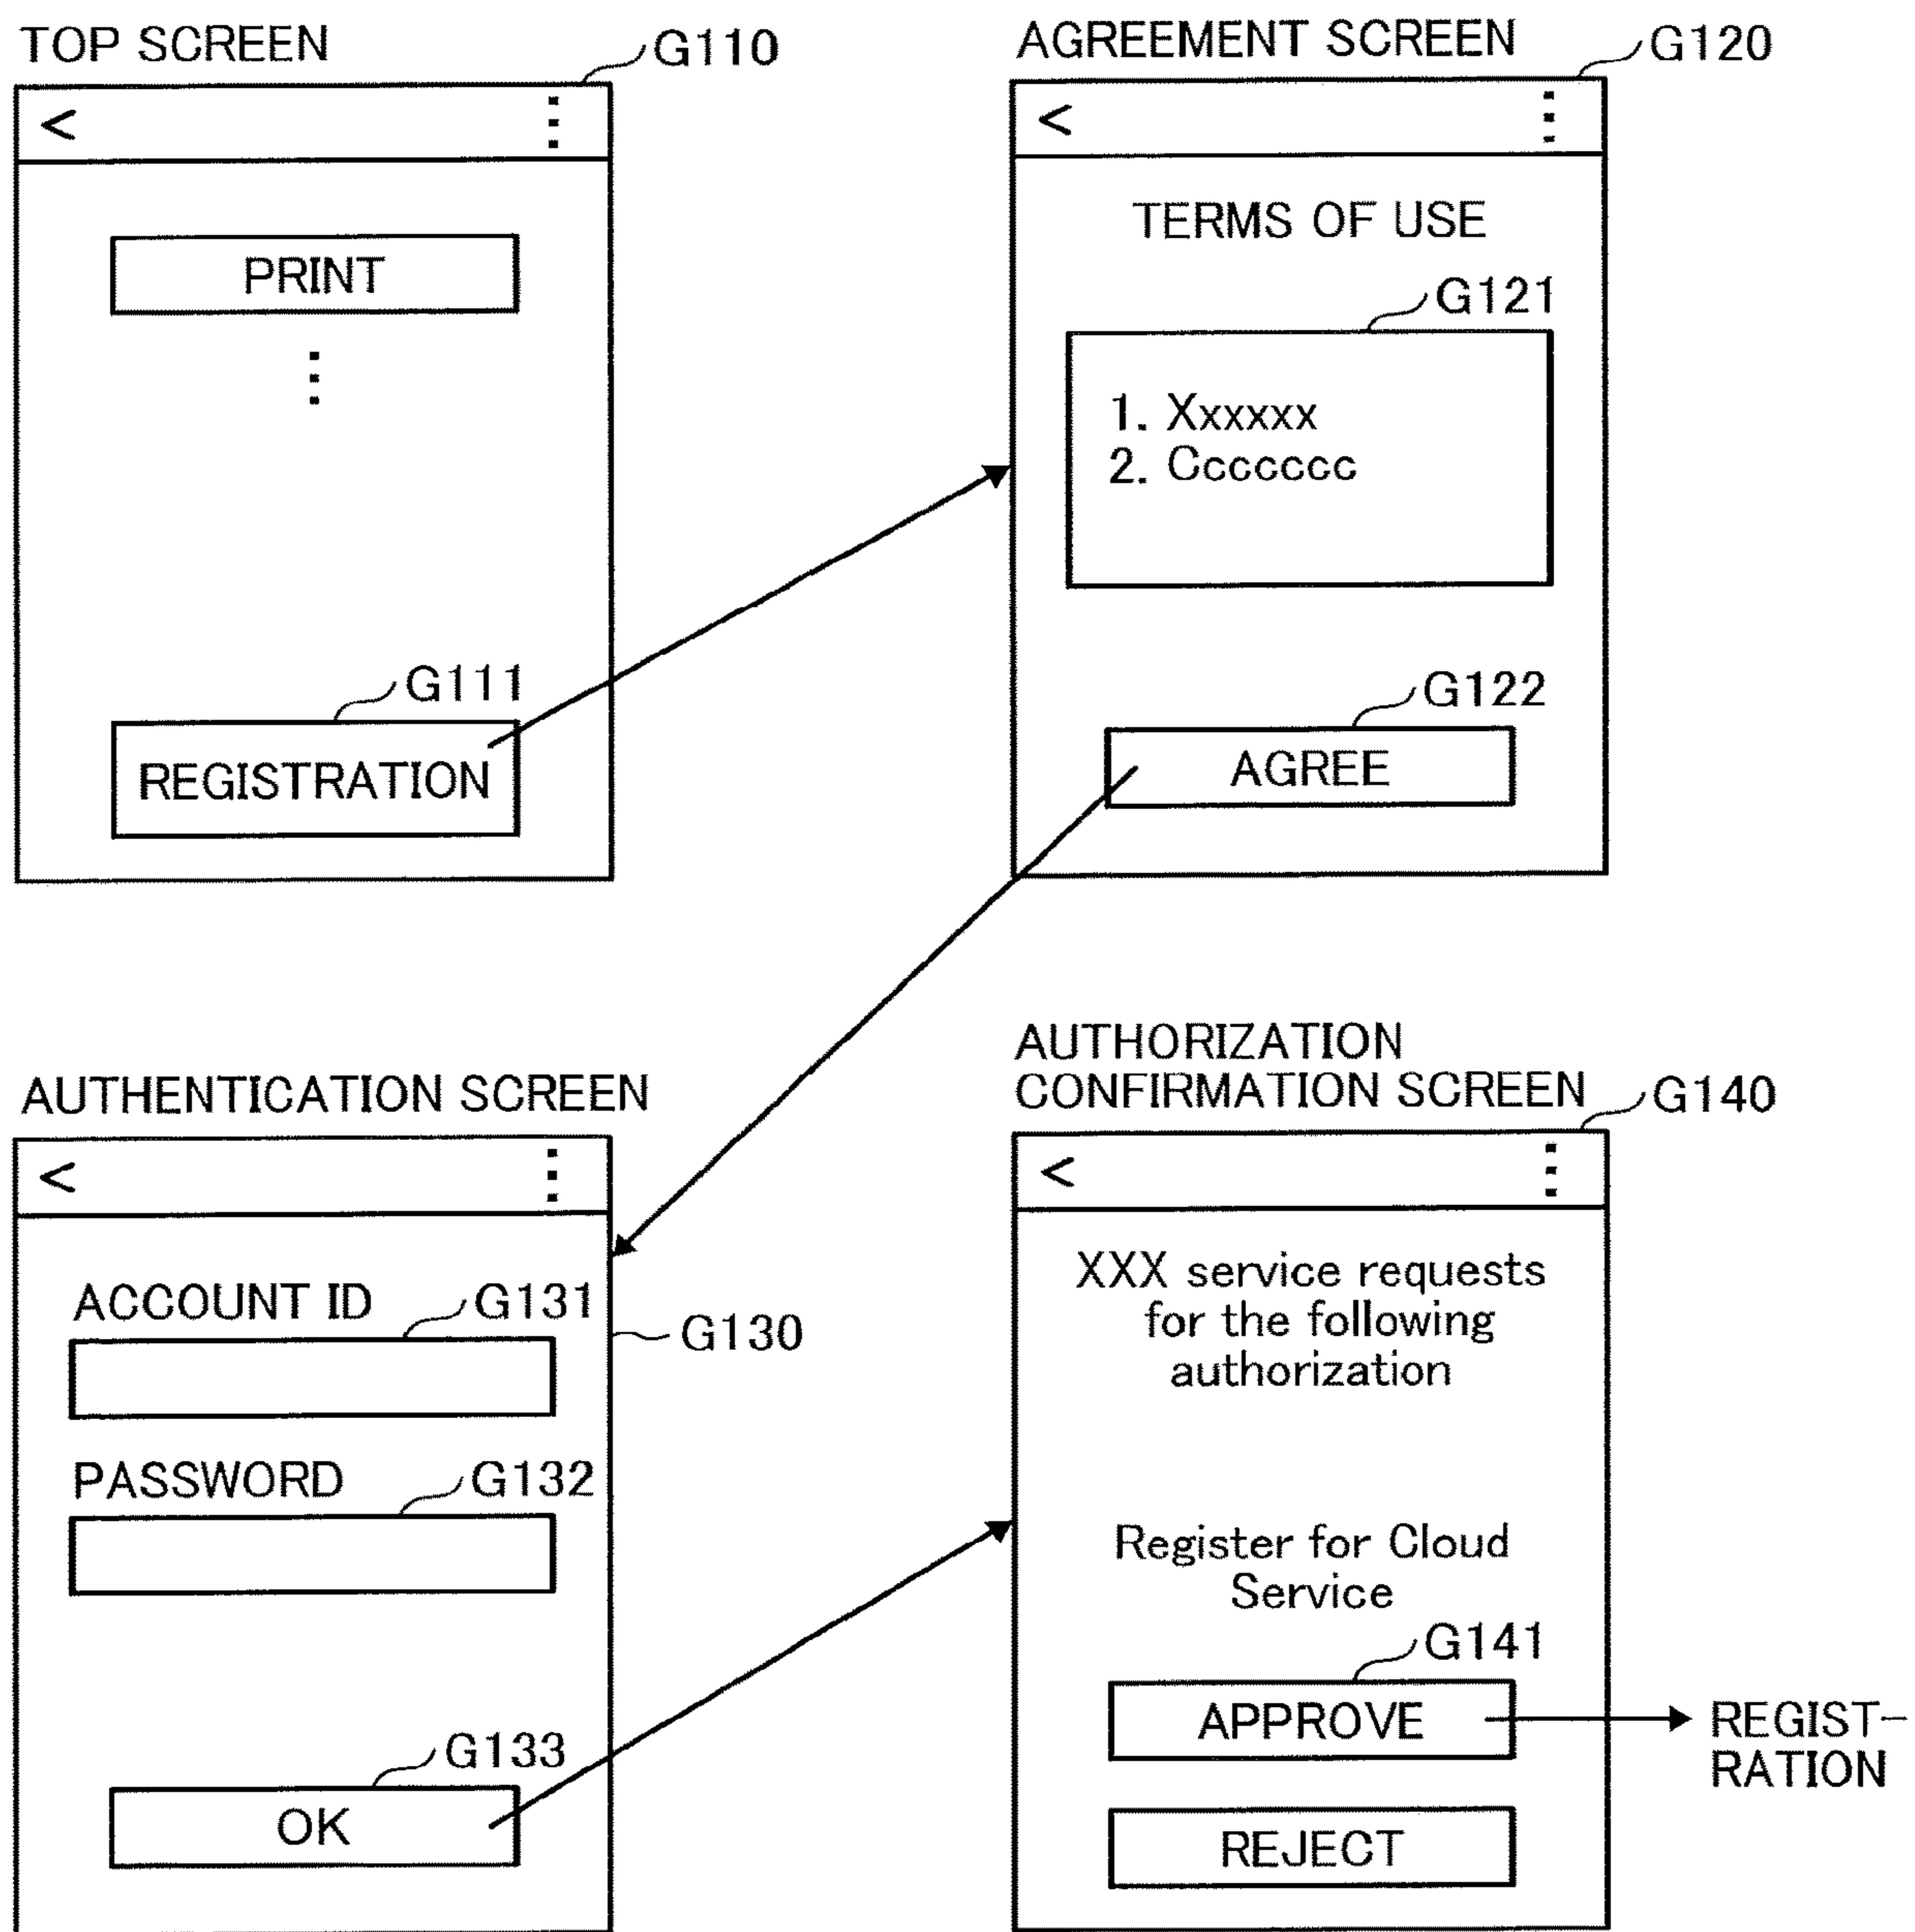 TOP SCREEN
G110
<
PRINT
G111
REGISTRATION
AGREEMENT SCREEN
G120
<
TERMS OF USE
G121
1. Xxxxxx
2. Ccccccc
G122
AGREE
AUTHENTICATION SCREEN
<
ACCOUNT ID
G131
G130
PASSWORD
G132
G133
OK
AUTHORIZATION
CONFIRMATION SCREEN
G140
<
XXX service requests
for the following
authorization
Register for Cloud
Service
G141
APPROVE
REGIST-
RATION
REJECT